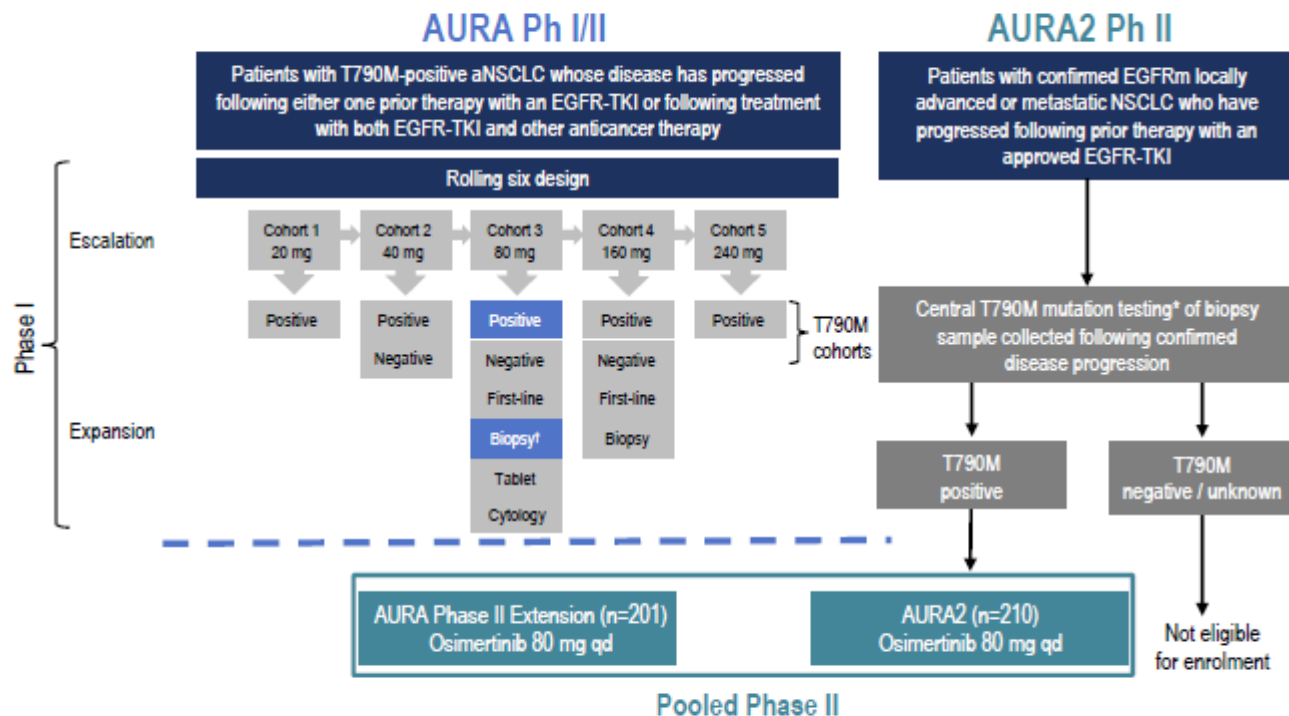 AURA Ph I/II
AURA2 Ph II
Patients with T790M-positive aNSCLC whose disease has progressed
following either one prior therapy with an EGFR-TKI or following treatment
with both EGFR-TKI and other anticancer therapy
Patients with confirmed EGFRm locally
advanced or metastatic NSCLC who have
progressed following prior therapy with an
approved EGFR-TKI
Rolling six design
Phase I
Escalation
Cohort 1
20 mg
Cohort 2
40 mg
Cohort 3
80 mg
Cohort 4
160 mg
Cohort 5
240 mg
Positive
Positive
Positive
Positive
Positive
T790M
cohorts
Negative
Negative
Negative
First-line
First-line
Expansion
Biopsy†
Biopsy
Tablet
Cytology
Central T790M mutation testing* of biopsy
sample collected following confirmed
disease progression
T790M
positive
T790M
negative / unknown
AURA Phase II Extension (n=201)
Osimertinib 80 mg qd
AURA2 (n=210)
Osimertinib 80 mg qd
Not eligible
for enrolment
Pooled Phase II